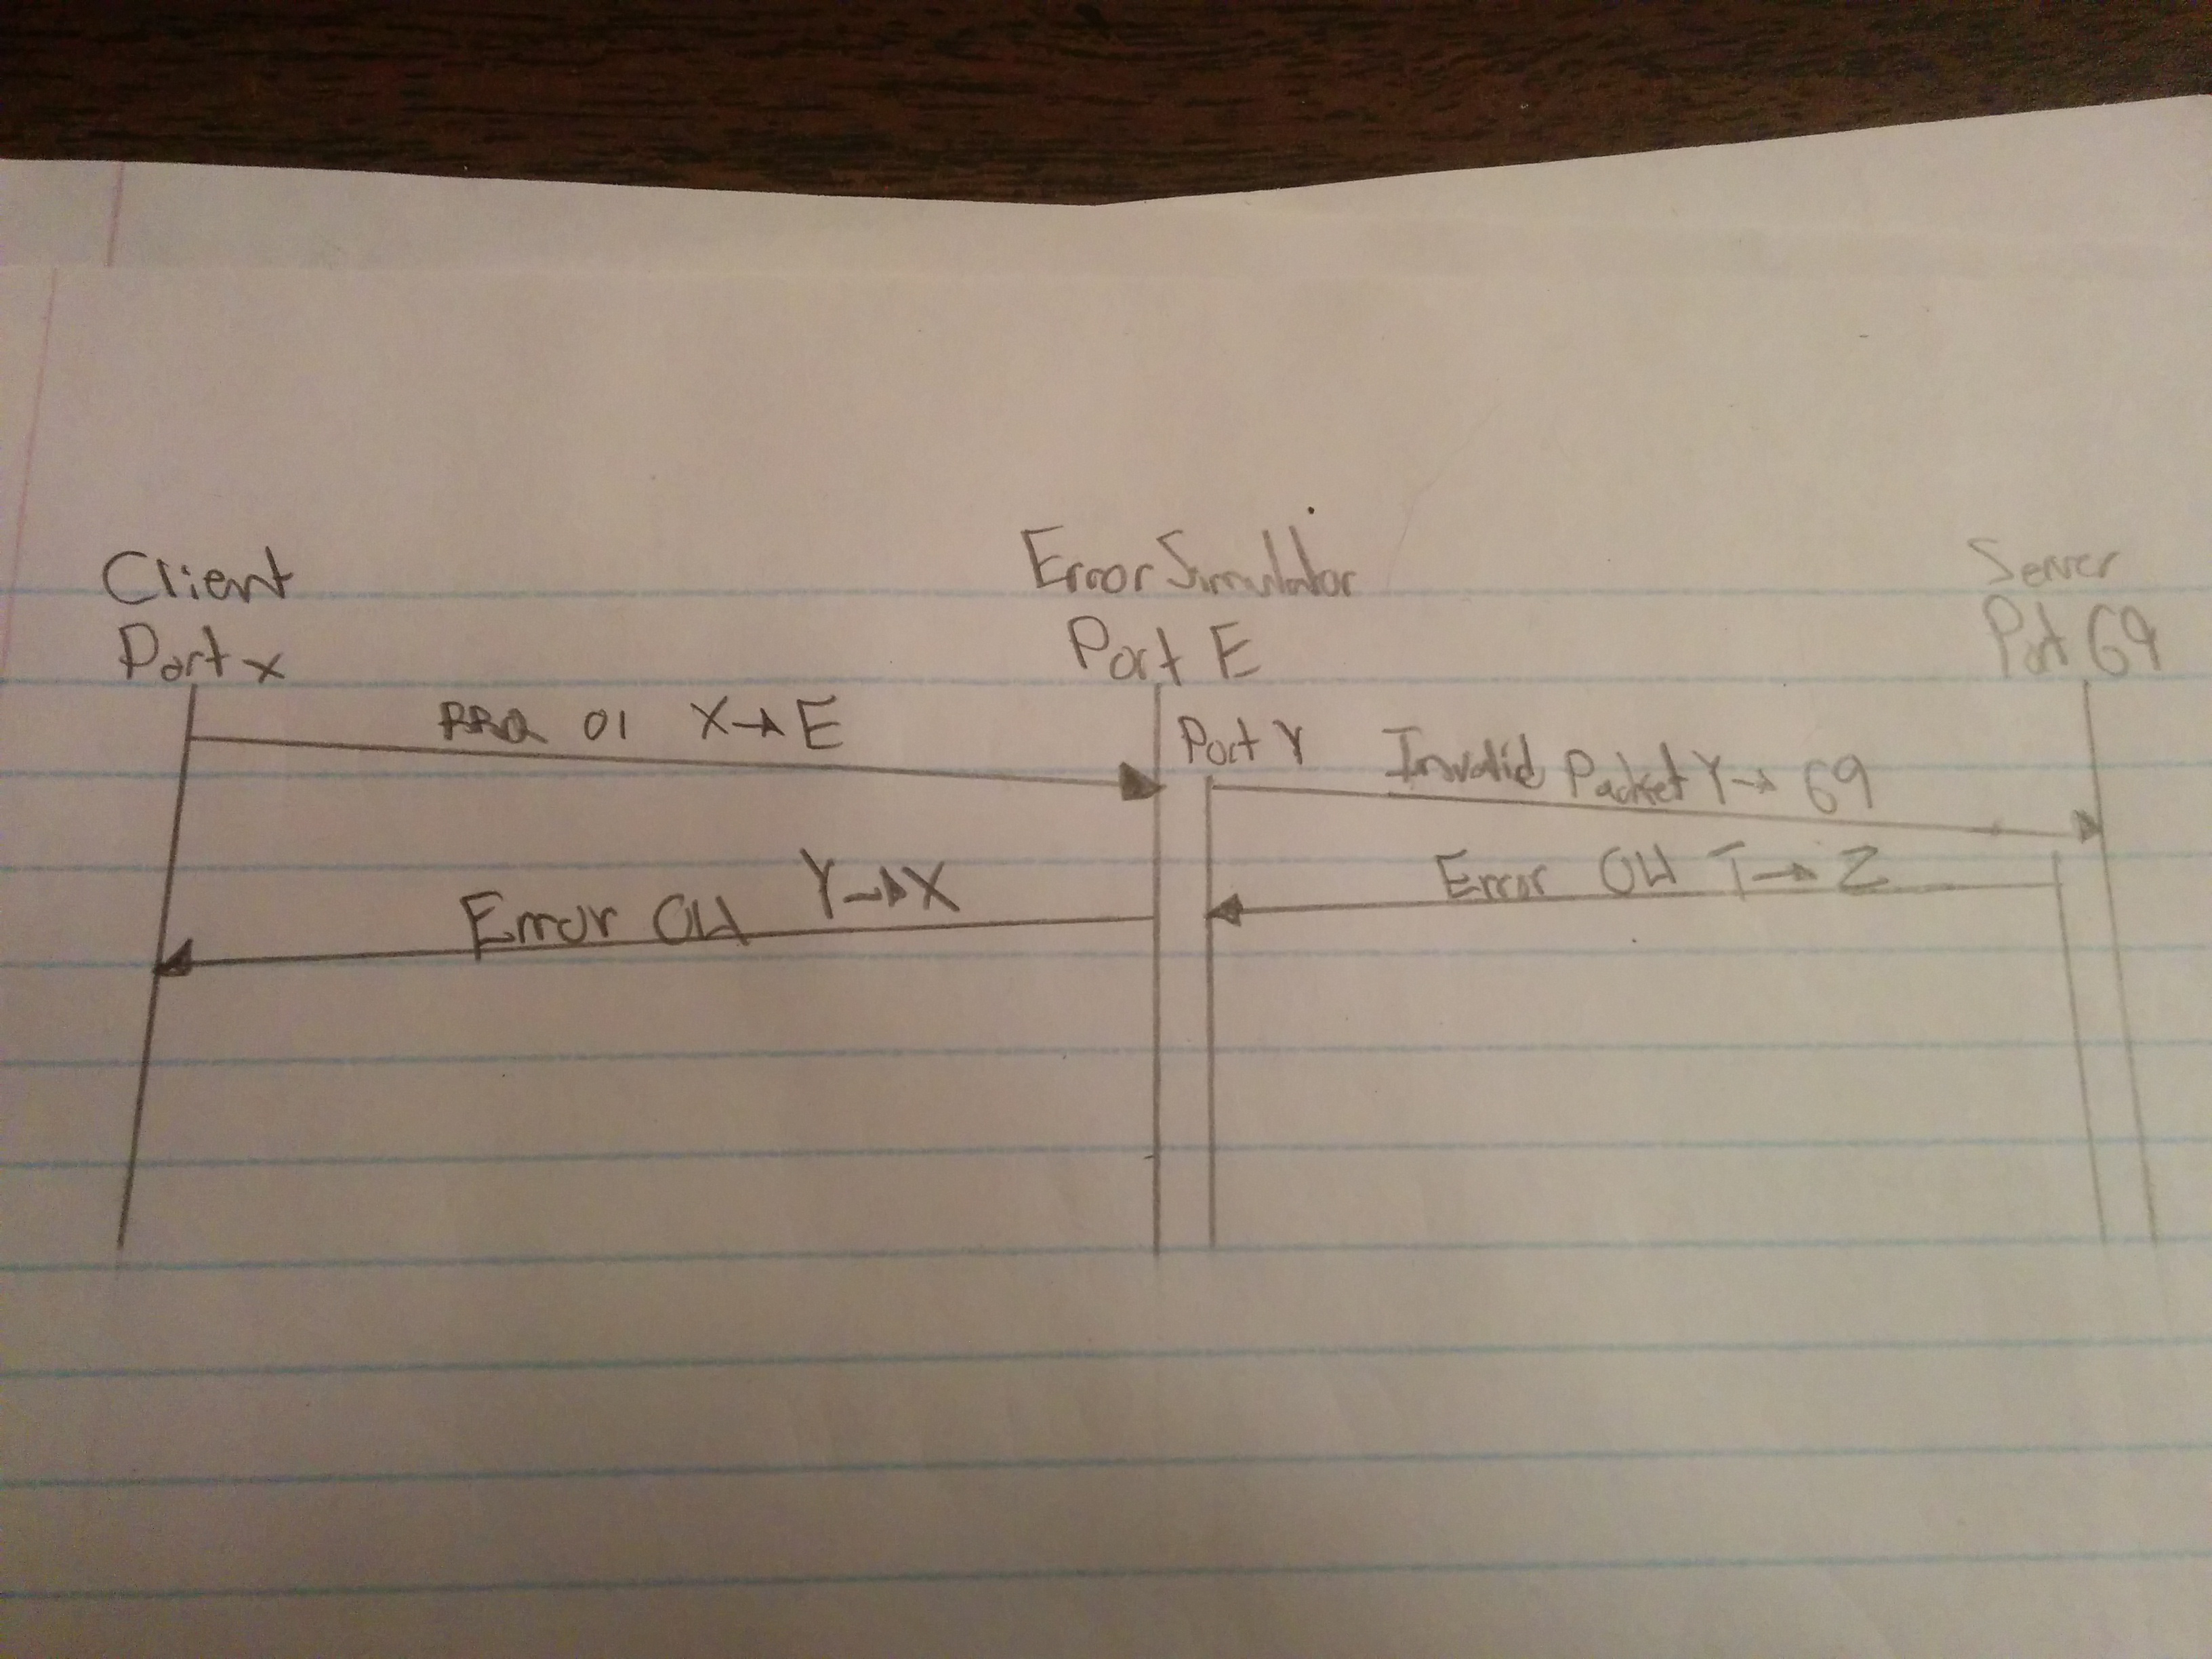 Client
Port x
Error Simulator
Port E
Server
Port 69
RRQ 01 X→E
Port Y
Invalid Packet Y→ 69
Error 04 T→ Z
Error 04 Y→X